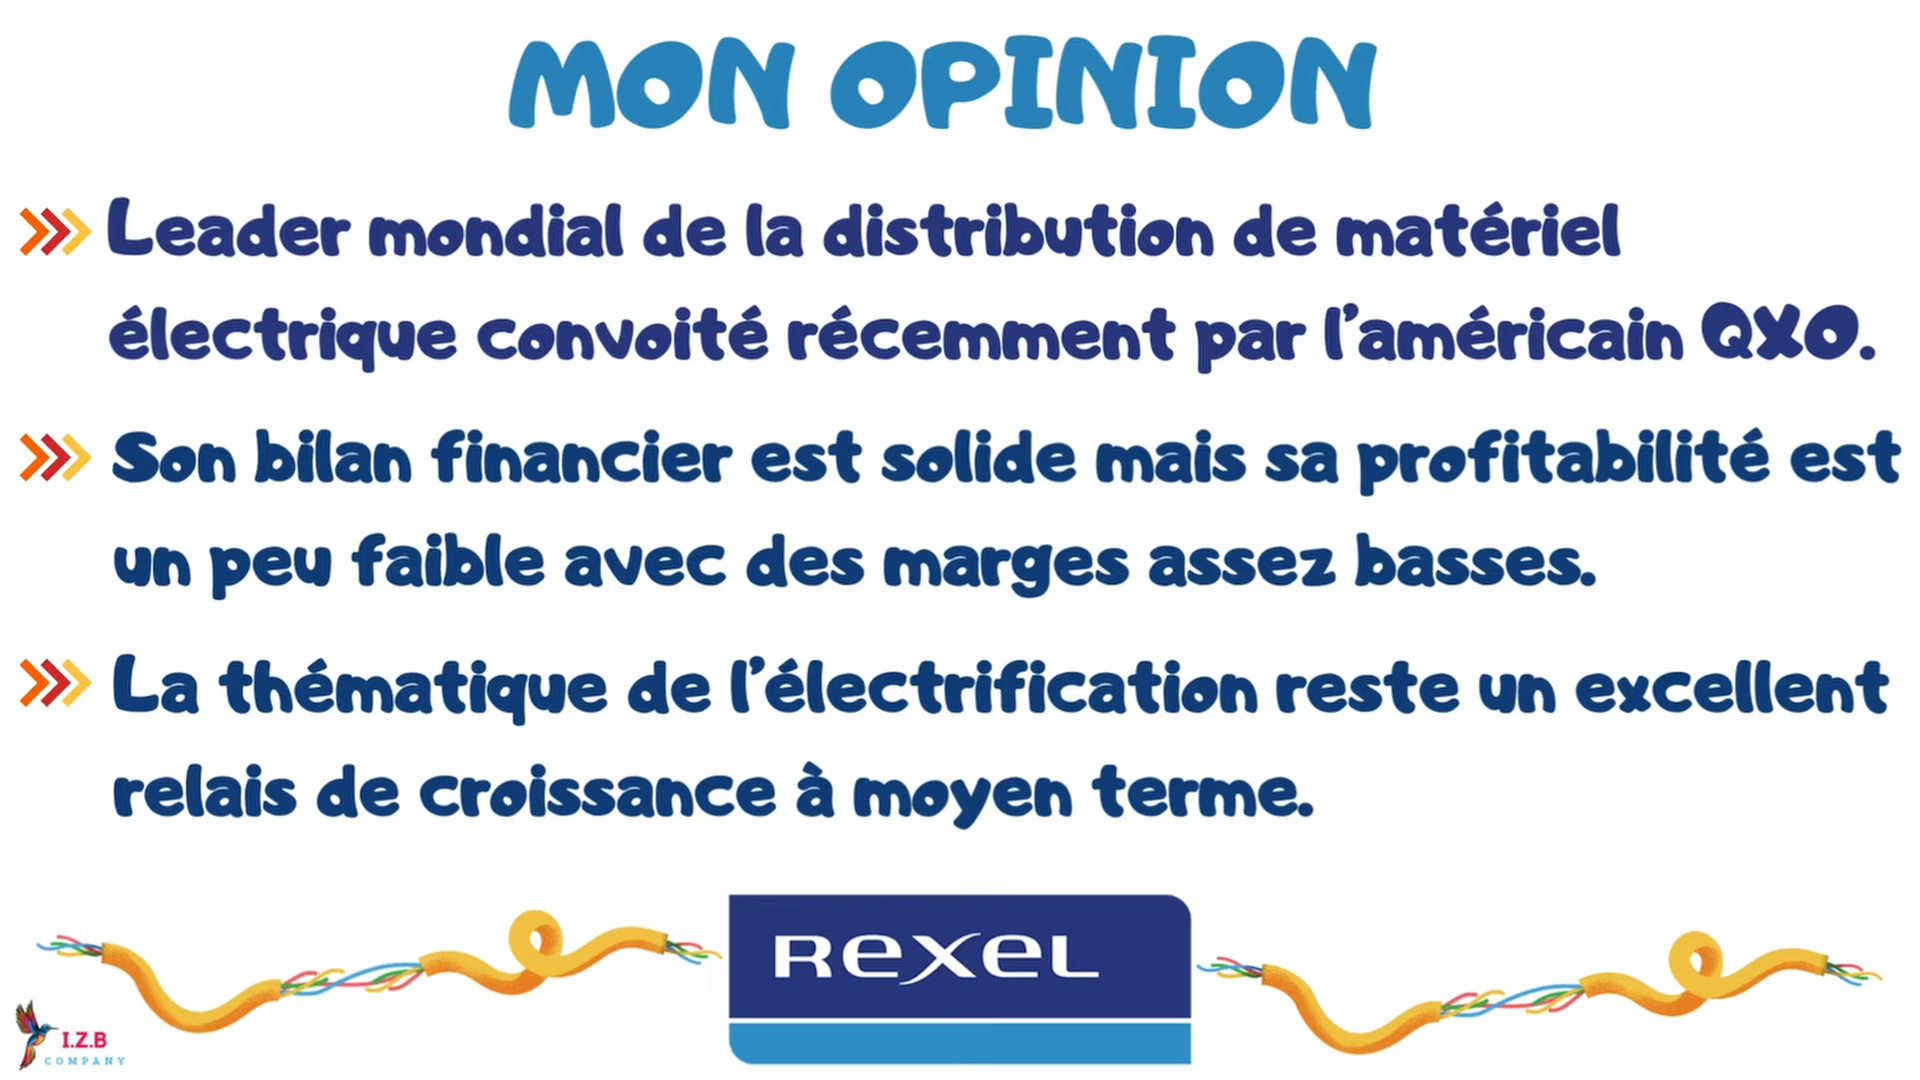 MON OPINION
Leader mondial de la distribution de matériel
électrique convoité récemment par l'américain QXO.
Son bilan financier est solide mais sa profitabilité est
un peu faible avec des marges assez basses.
La thématique de l'électrification reste un excellent
relais de croissance à moyen terme.
REXEL
I.Z.B
COMPANY